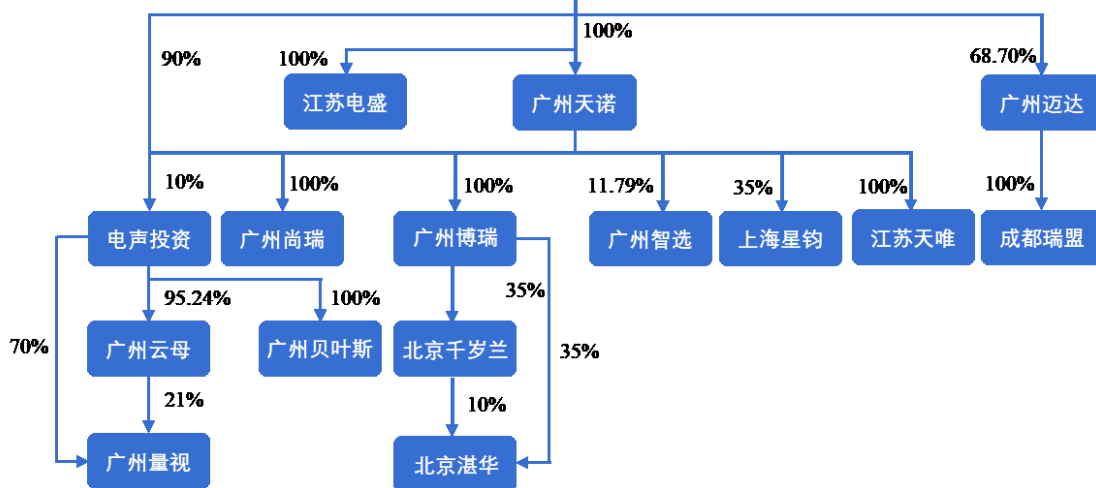 100%
90%
100%
68.70%
江苏电盛
广州天诺
广州迈达
10%
100%
100%
11.79%
35%
100%
100%
电声投资
广州尚瑞
广州博瑞
广州智选
上海星钧
江苏天唯
成都瑞盟
95.24%
100%
35%
70%
广州云母
广州贝叶斯
北京千岁兰
35%
21%
10%
广州量视
北京湛华